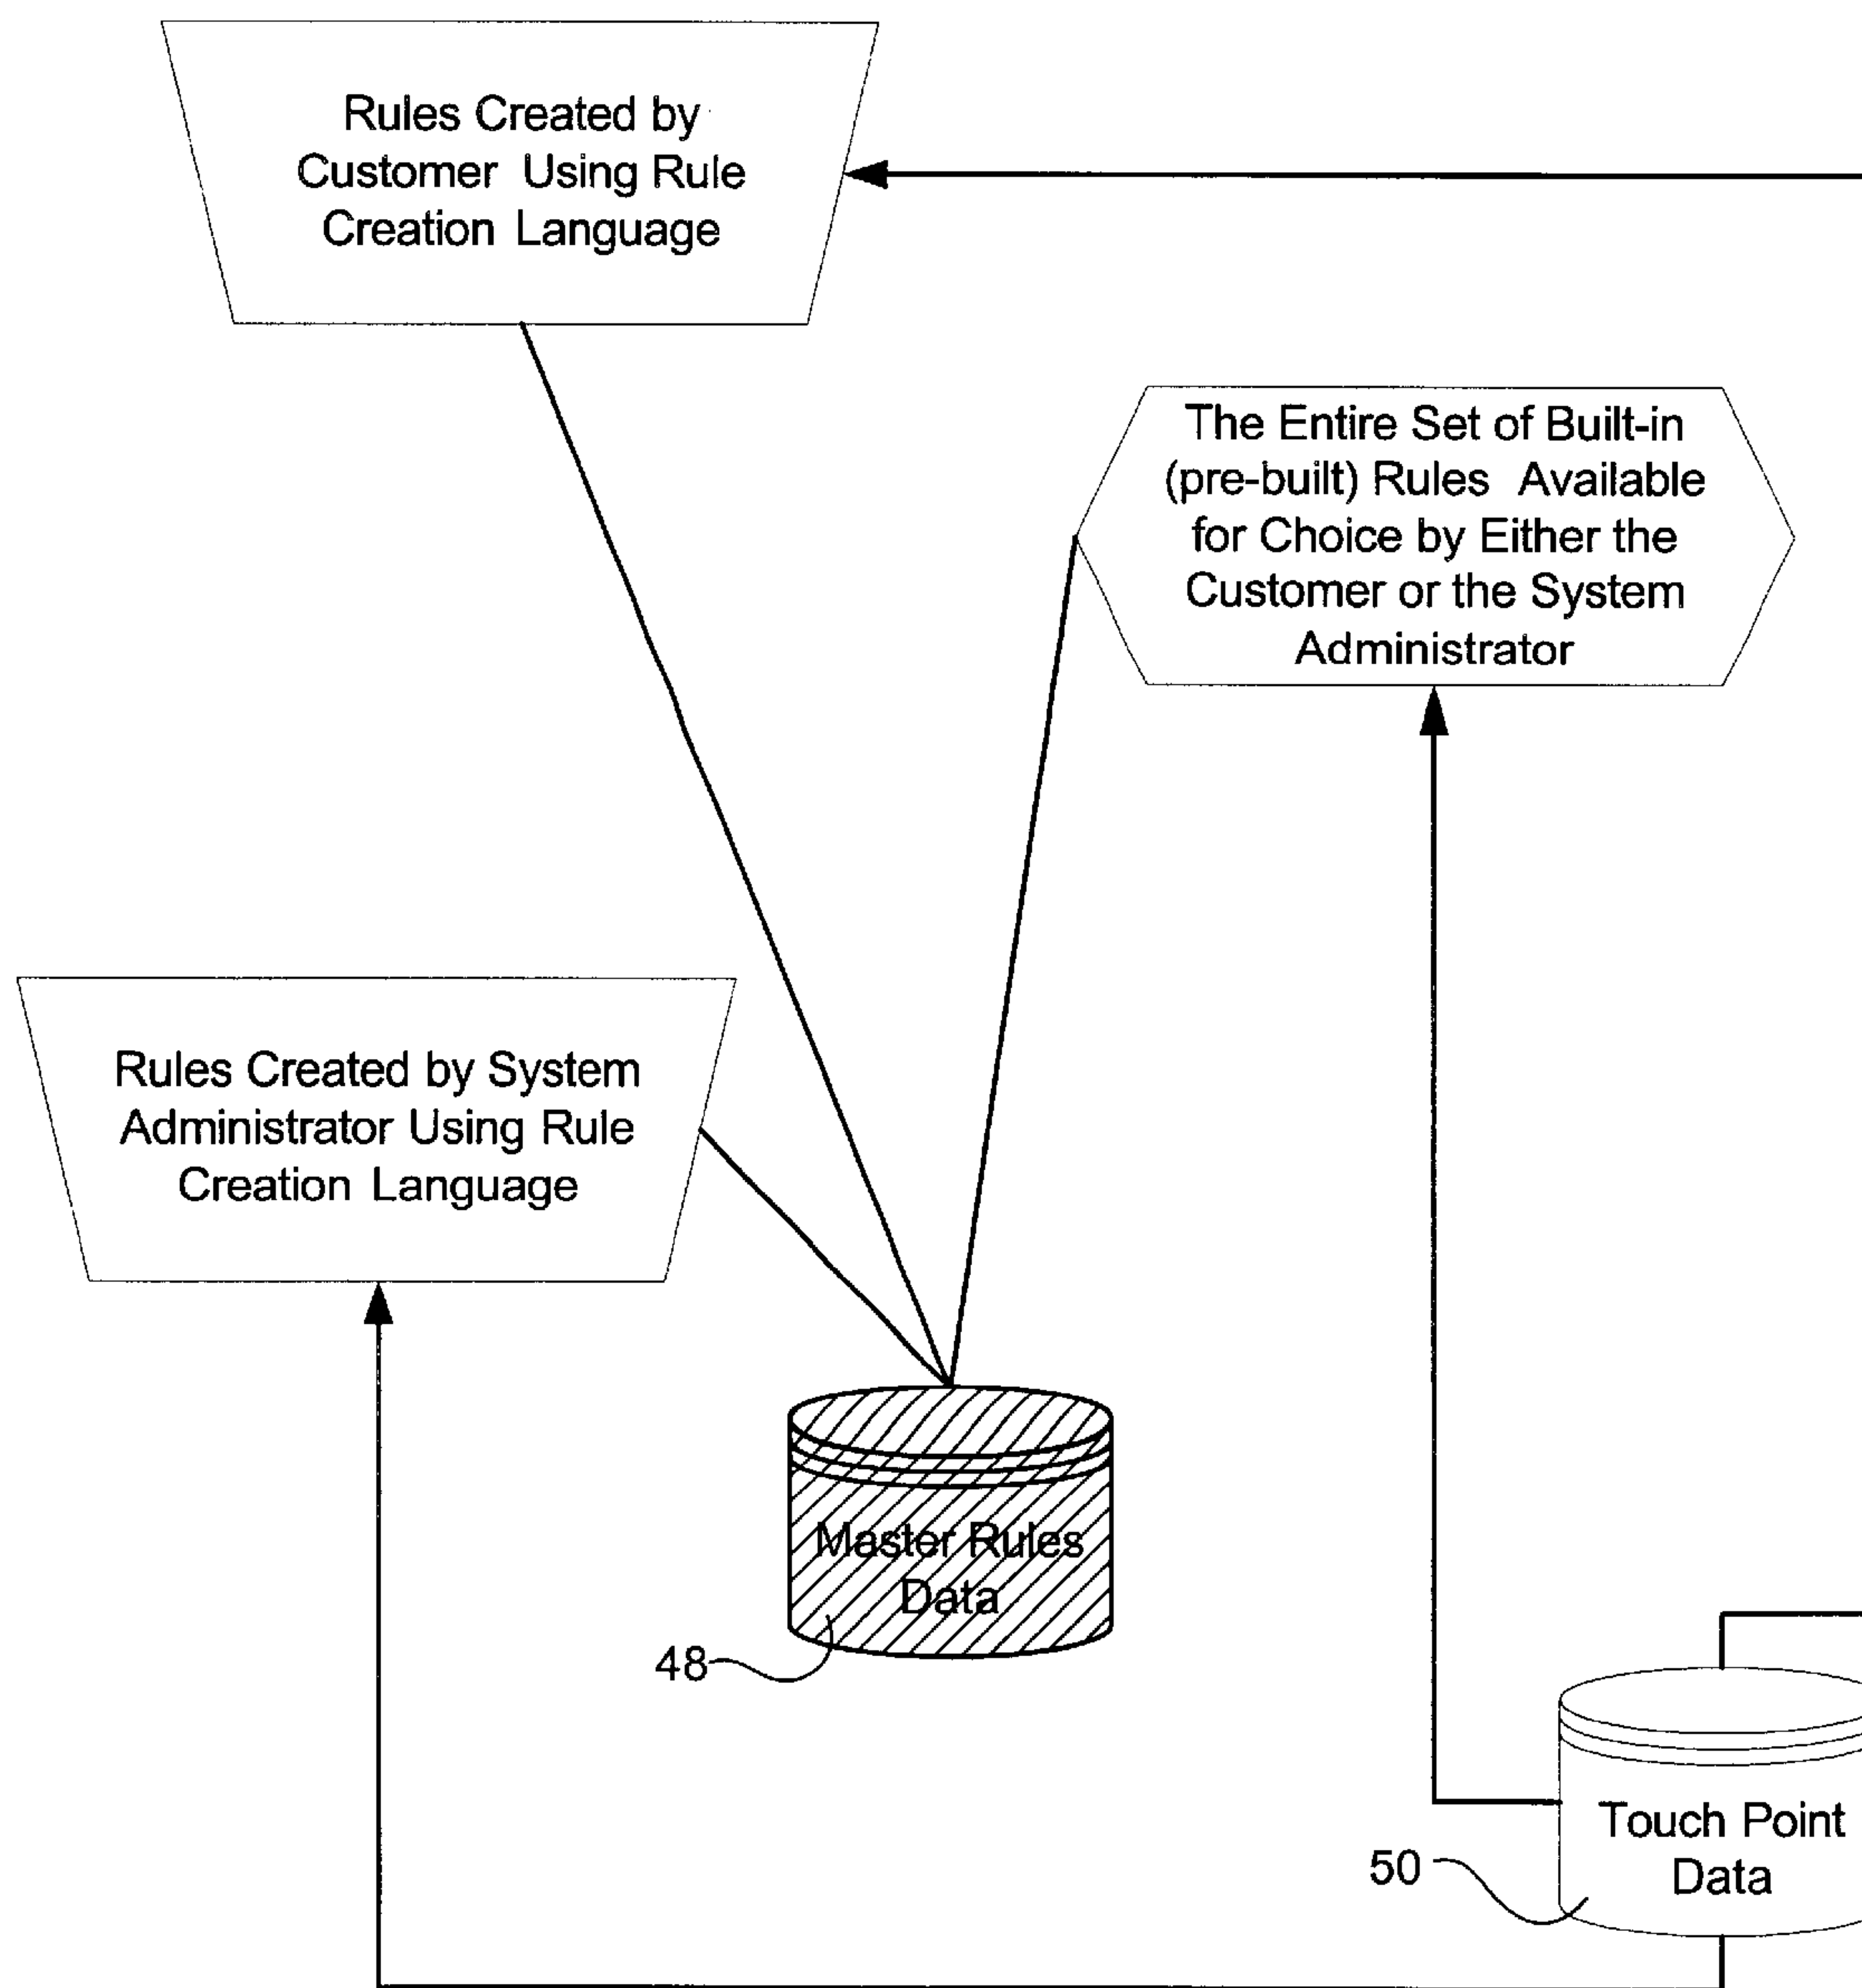 Rules Created by
Customer Using Rule
Creation Language
The Entire Set of Built-in
(pre-built) Rules Available
for Choice by Either the
Customer or the System
Administrator
Rules Created by System
Administrator Using Rule
Creation Language
Master Rules
Data
48
Touch Point
Data
50